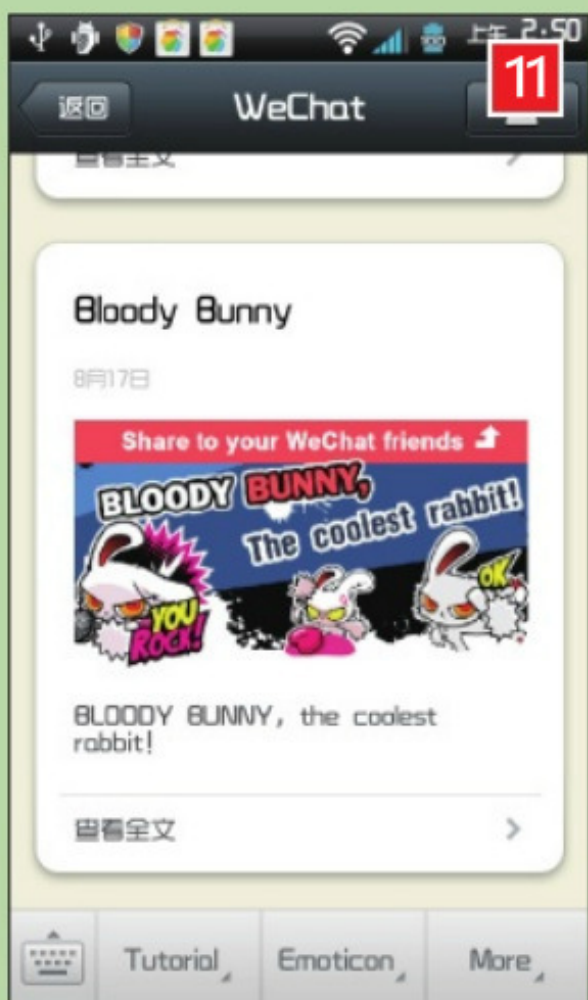 上午 2:50
11
返回
WeChat
查看全文
Bloody Bunny
8月17日
Share to your WeChat friends
BLOODY BUNNY,
The coolest rabbit!
YOU
ROCK!
OK
BLOODY BUNNY, the coolest
rabbit!
查看全文
Tutorial
Emoticon
More